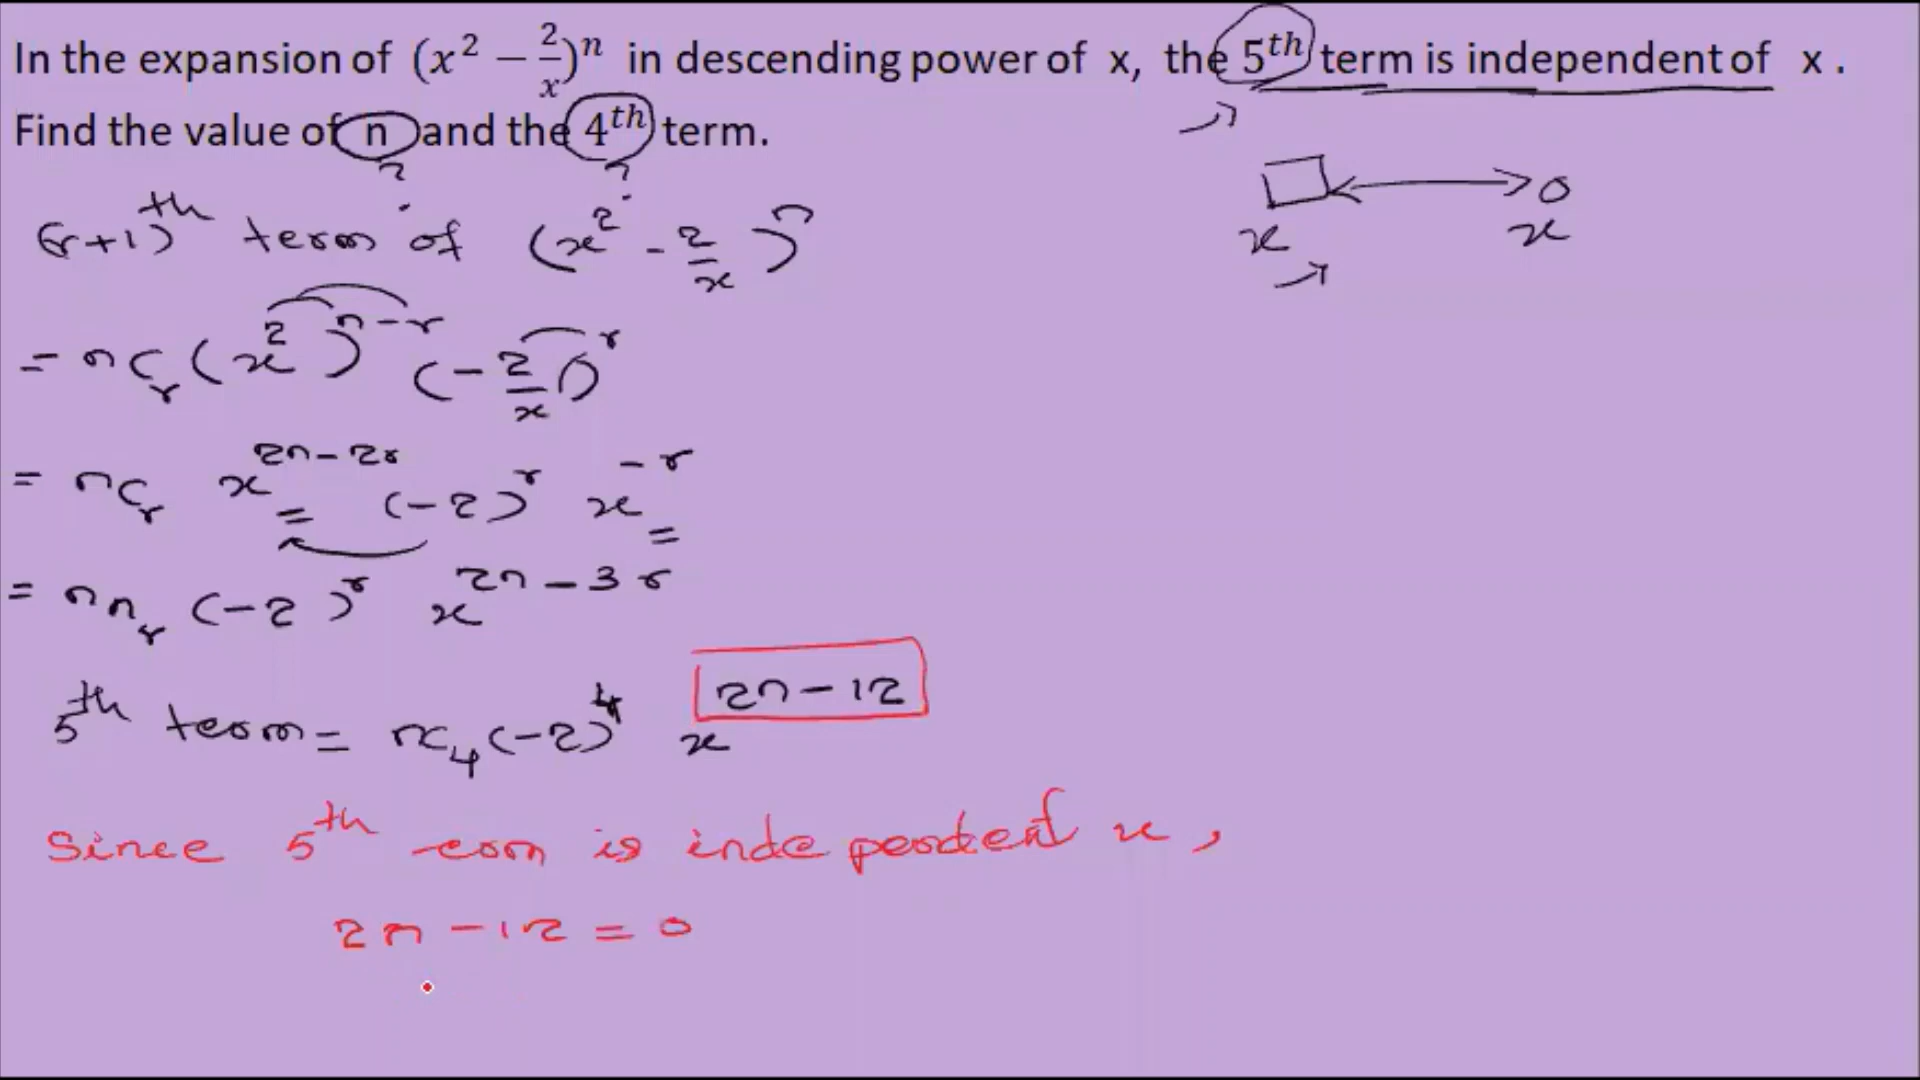 In the expansion of (x² − 2/x)ⁿ in descending power of x, the 5ᵗʰ term is independent of x .
Find the value of n and the 4ᵗʰ term.
? ?
(r+1)ᵗʰ term of (x² - 2/x)ⁿ
x 0 x
= nCᵣ (x²)ⁿ⁻ʳ (-2/x)ʳ
= nCᵣ x²ⁿ⁻²ʳ (-2)ʳ x⁻ʳ
= nnᵣ (-2)ʳ x²ⁿ⁻³ʳ
5ᵗʰ term = nC₄ (-2)⁴ x²ⁿ⁻¹²
Since 5ᵗʰ term is independent x ,
2n - 12 = 0